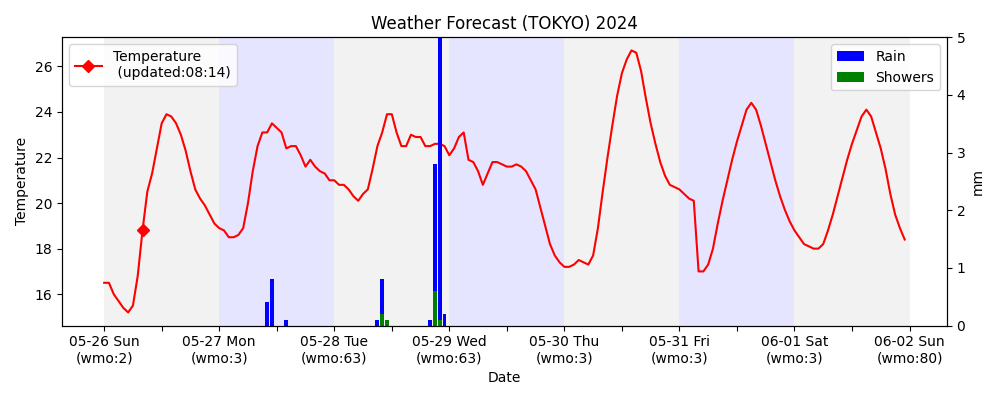 Weather Forecast (TOKYO) 2024
Temperature
(updated:08:14)
Rain
Showers
Temperature
26
24
22
20
18
16
5
4
3
2
1
0
mm
05-26 Sun 05-27 Mon 05-28 Tue 05-29 Wed 05-30 Thu 05-31 Fri 06-01 Sat 06-02 Sun
(wmo:2) (wmo:3) (wmo:63) (wmo:63) (wmo:3) (wmo:3) (wmo:3) (wmo:80)
Date